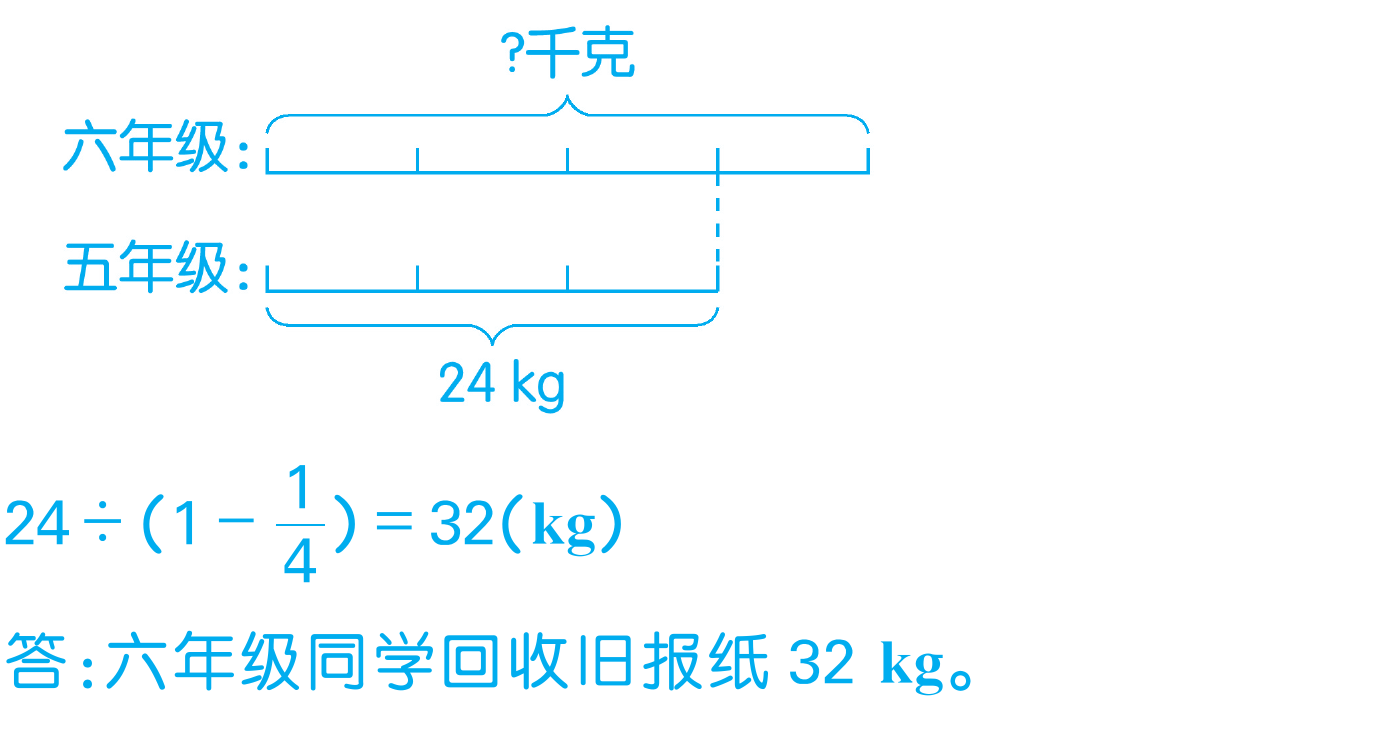 ?千克
六年级:
五年级:
24 kg
24÷(1－1/4)＝32(kg)
答:六年级同学回收旧报纸 32 kg。